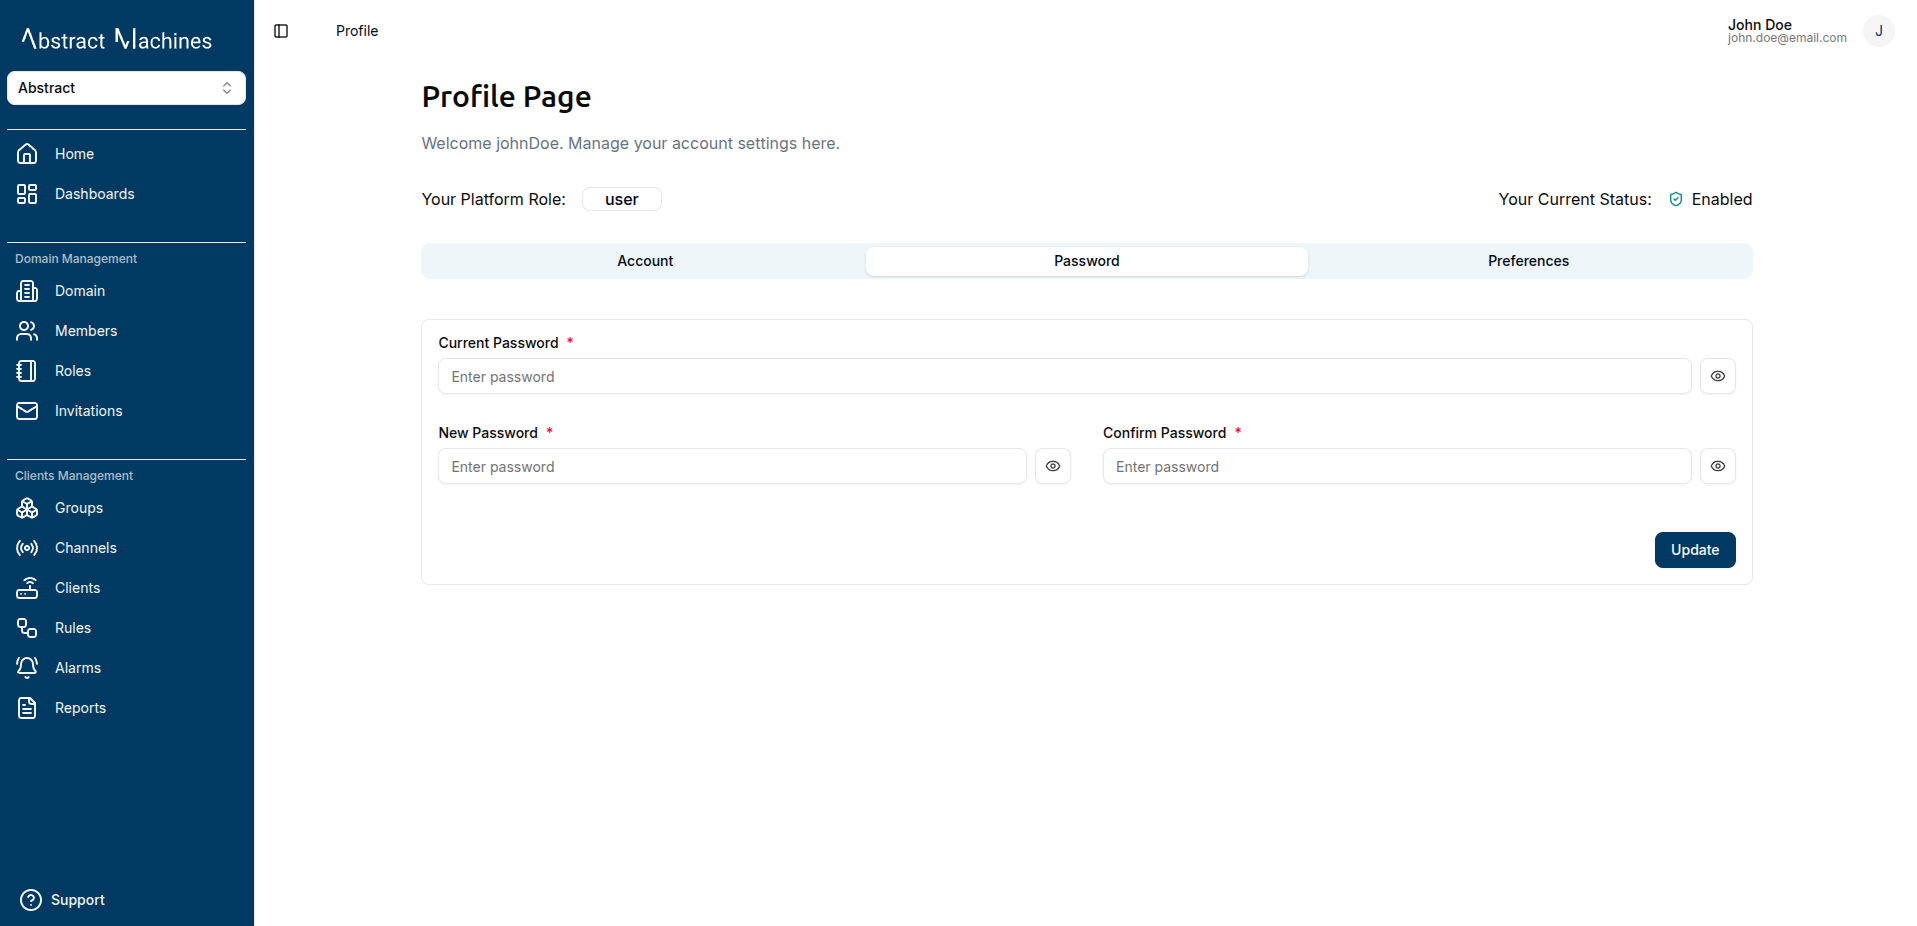 Abstract Machines
Abstract
Home
Dashboards
Domain Management
Domain
Members
Roles
Invitations
Clients Management
Groups
Channels
Clients
Rules
Alarms
Reports
Support
Profile
John Doe
john.doe@email.com
J
Profile Page
Welcome johnDoe. Manage your account settings here.
Your Platform Role: user
Your Current Status: Enabled
Account Password Preferences
Current Password *
Enter password
New Password * Confirm Password *
Enter password Enter password
Update